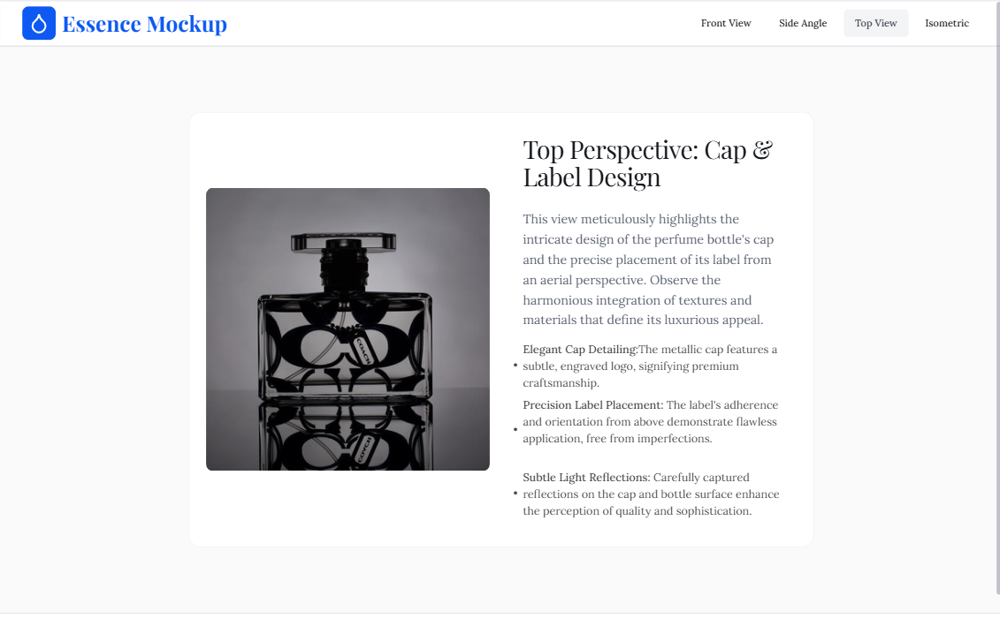 Essence Mockup
Front View
Side Angle
Top View
Isometric
Top Perspective: Cap &
Label Design
This view meticulously highlights the
intricate design of the perfume bottle's cap
and the precise placement of its label from
an aerial perspective. Observe the
harmonious integration of textures and
materials that define its luxurious appeal.
Elegant Cap Detailing:The metallic cap features a
• subtle, engraved logo, signifying premium
craftsmanship.
Precision Label Placement: The label's adherence
and orientation from above demonstrate flawless
• application, free from imperfections.
Subtle Light Reflections: Carefully captured
• reflections on the cap and bottle surface enhance
the perception of quality and sophistication.
COACH